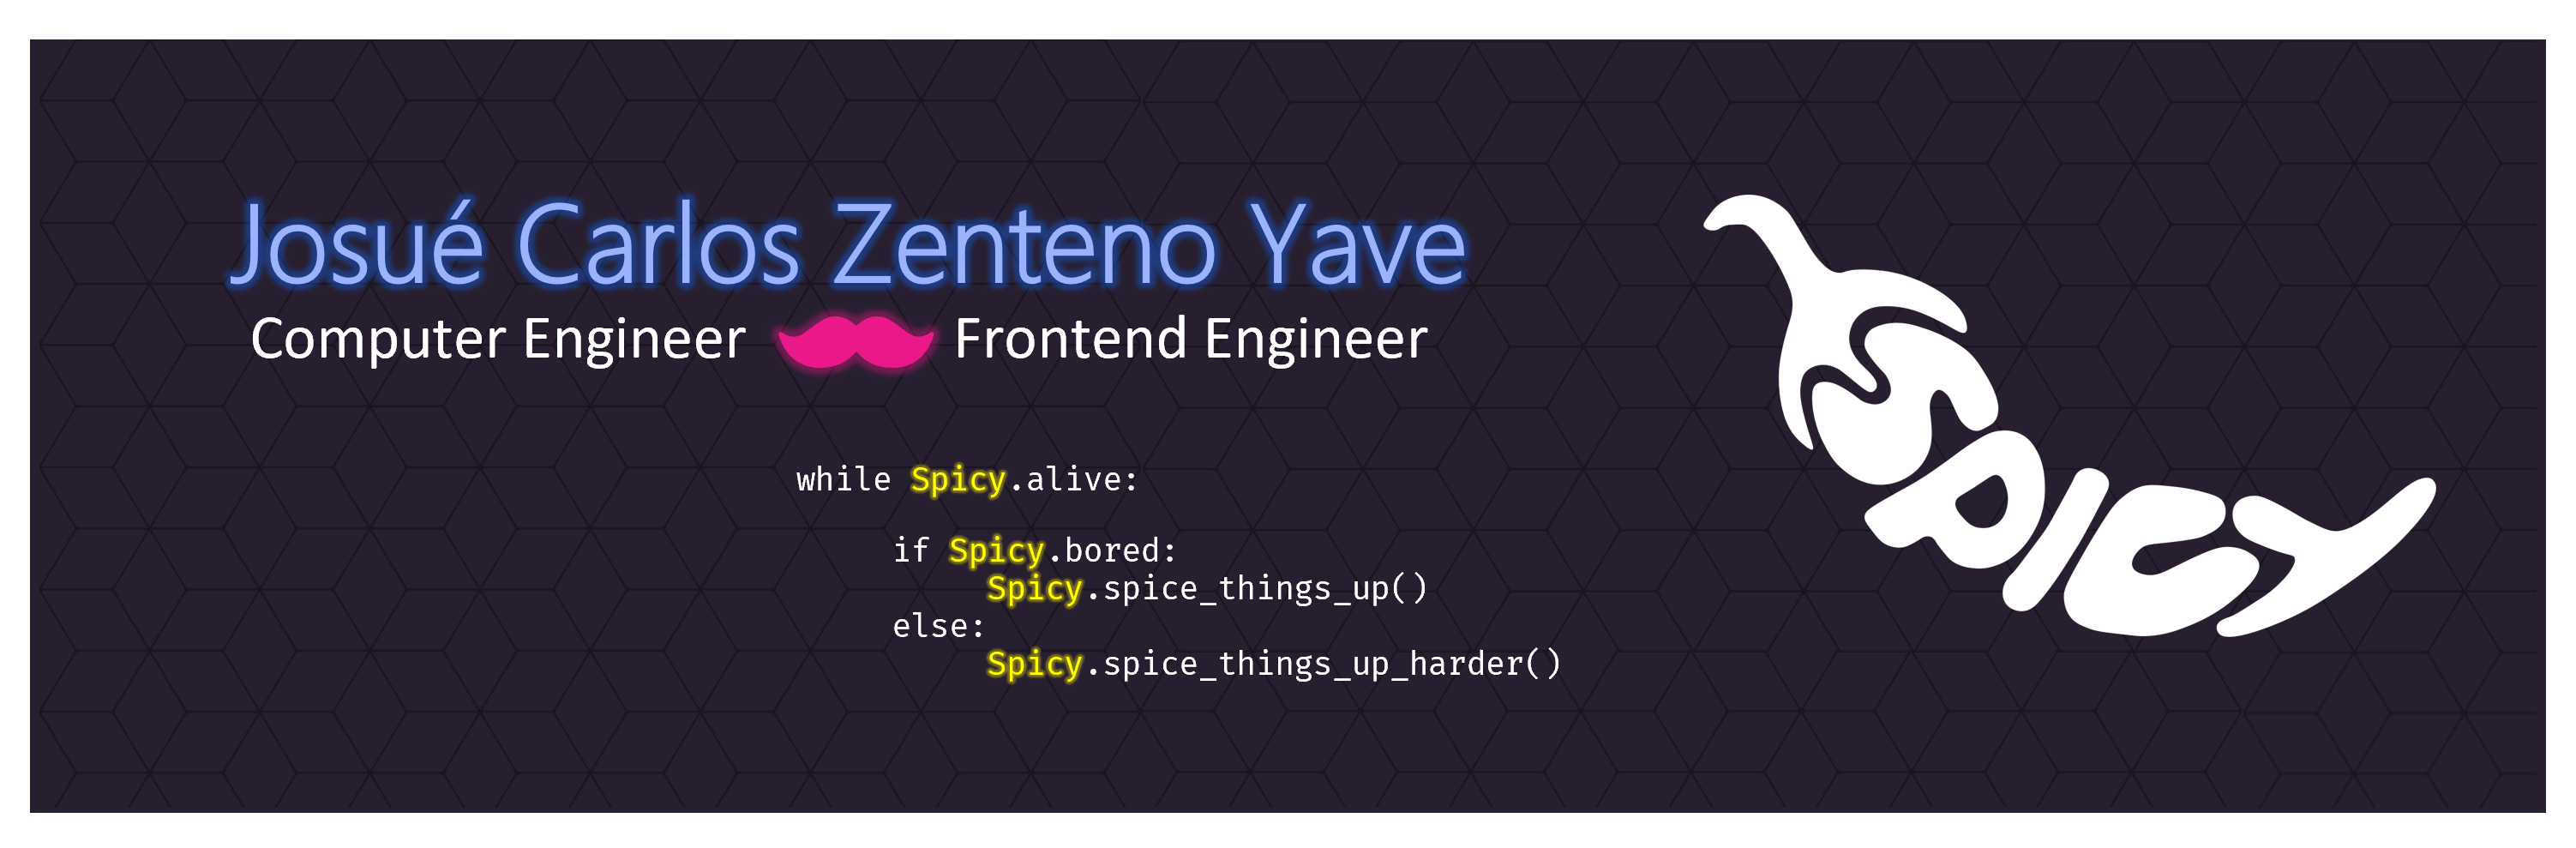 Josué Carlos Zenteno Yave
Computer Engineer Frontend Engineer
while Spicy.alive:
if Spicy.bored:
Spicy.spice_things_up()
else:
Spicy.spice_things_up_harder()
SPICY